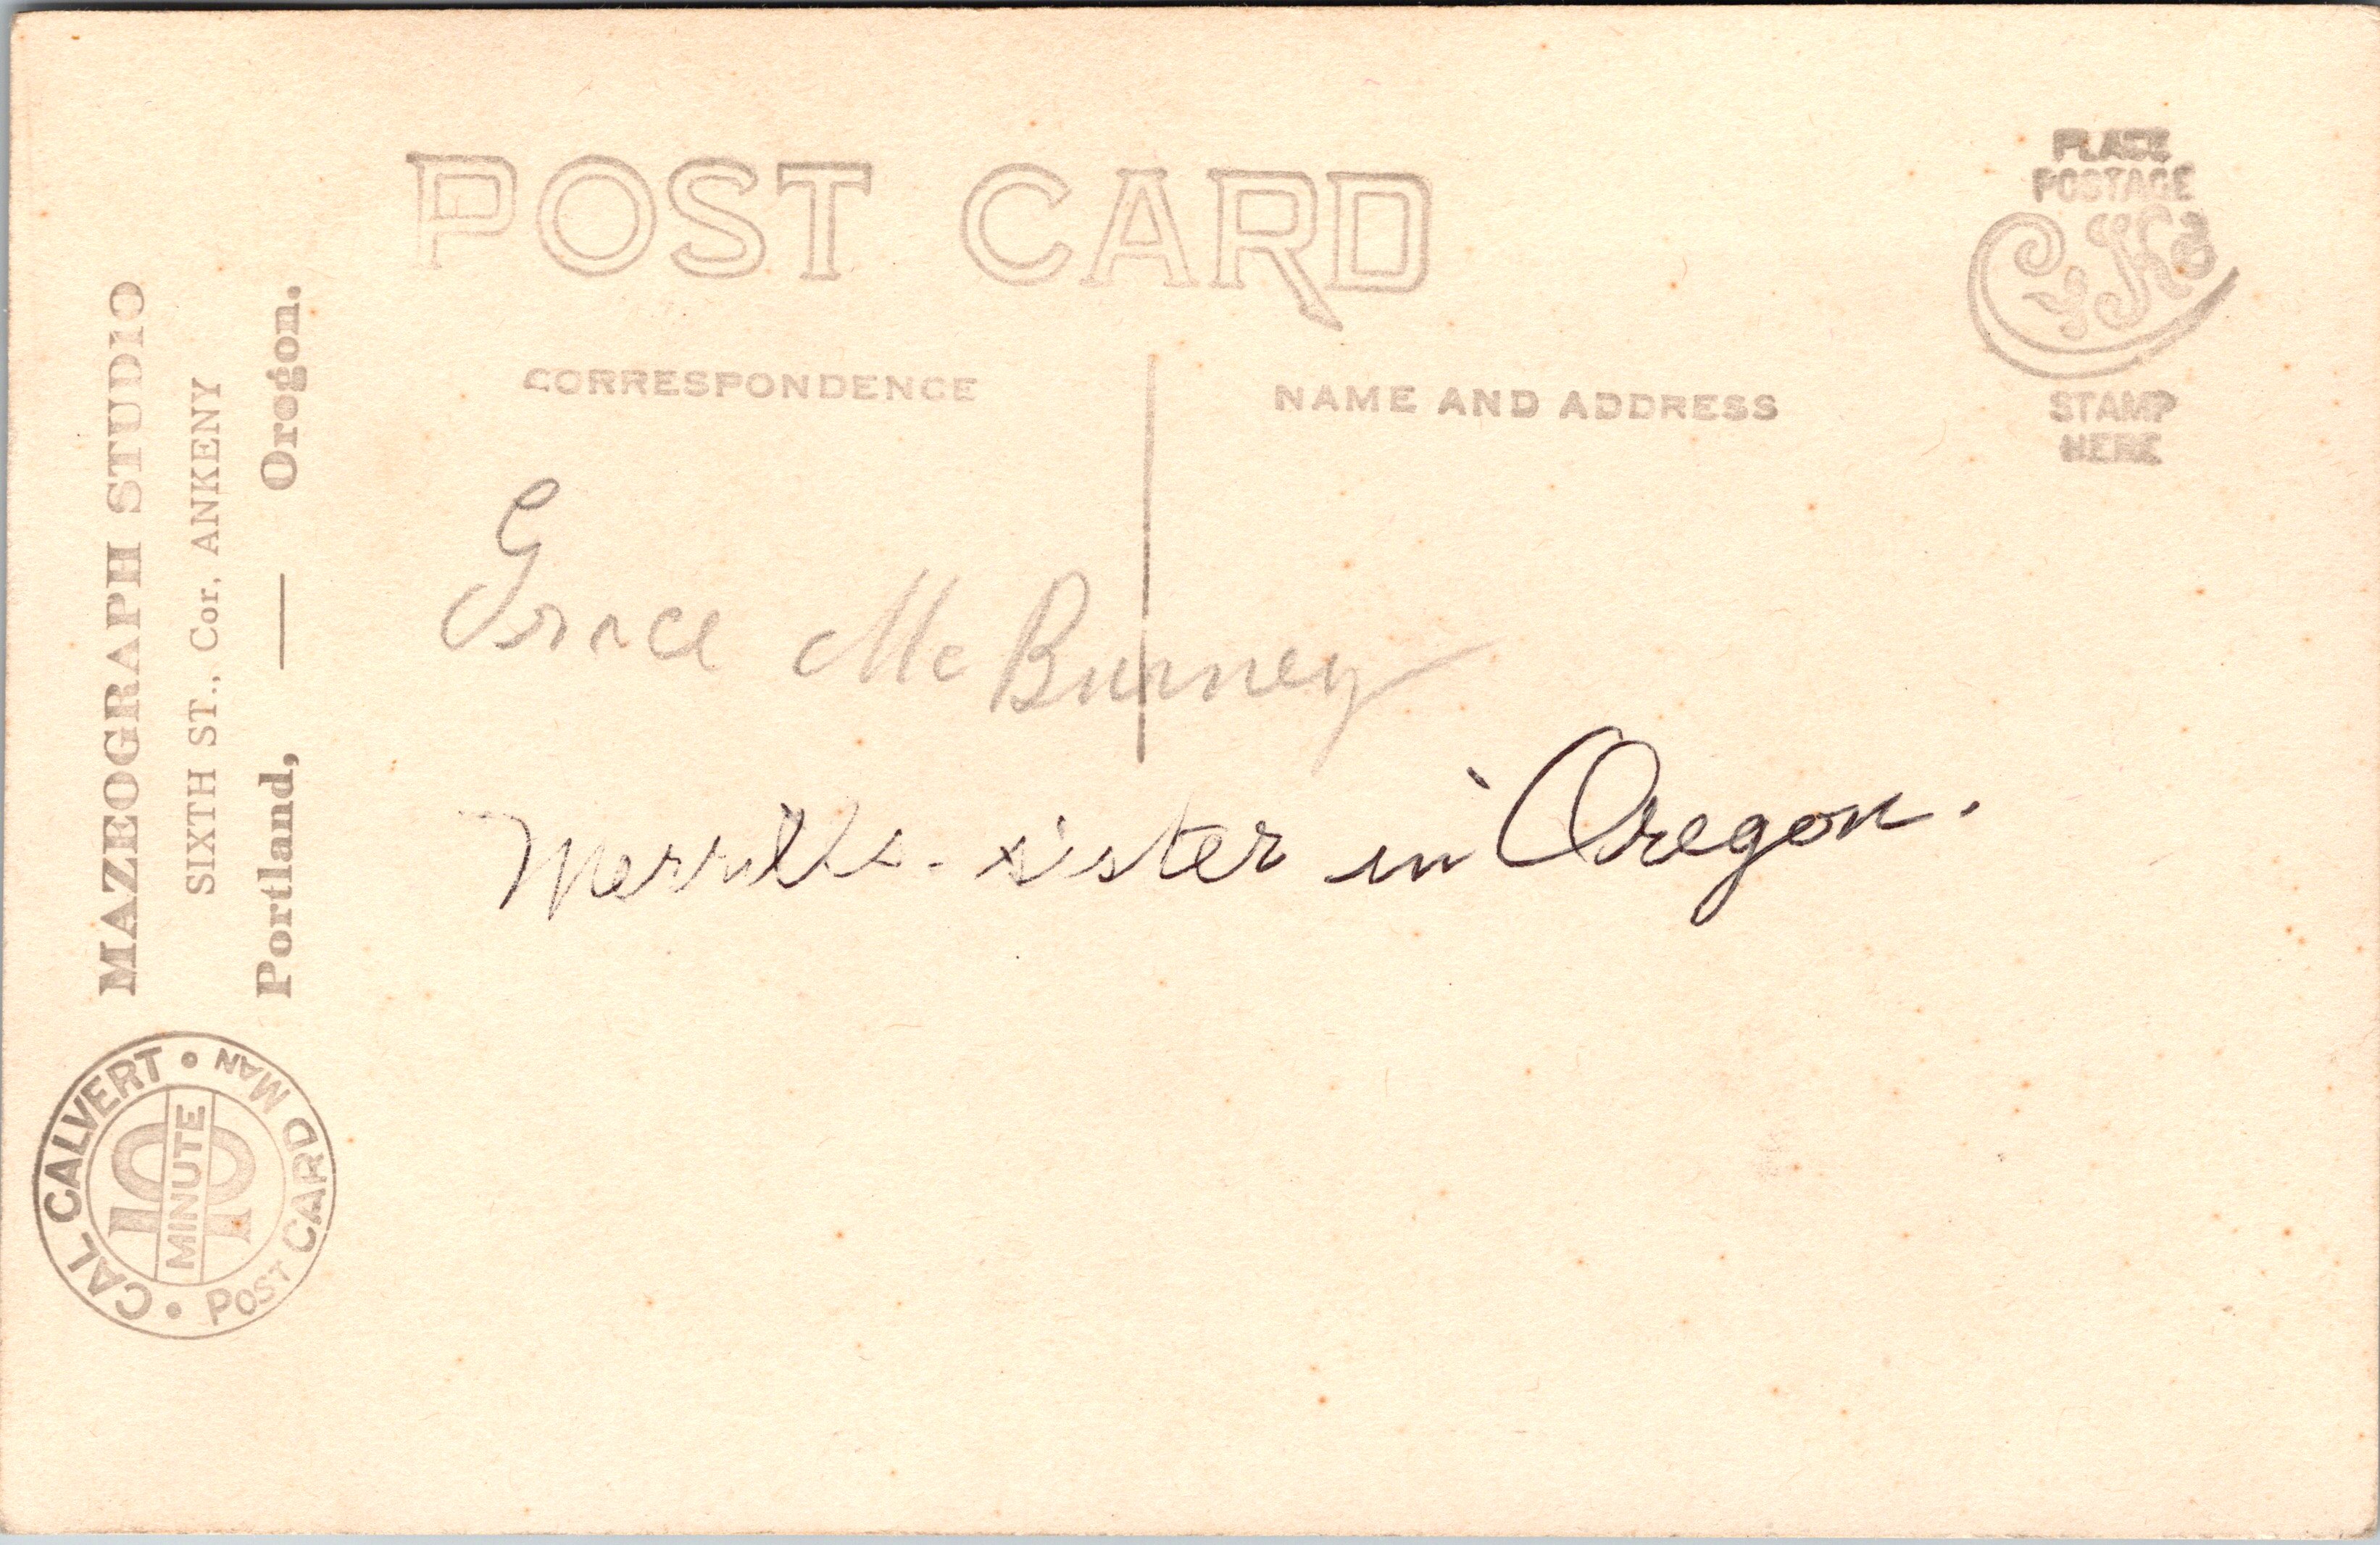 POST CARD
CORRESPONDENCE
NAME AND ADDRESS
PLACE
POSTAGE
CYKO
STAMP
HERE
Grace McBurney
Merrills - sister in Oregon.
MAZEOGRAPH STUDIO
SIXTH ST., Cor. ANKENY
Portland, — Oregon.
CAL CALVERT • POST CARD MAN •
10 MINUTE